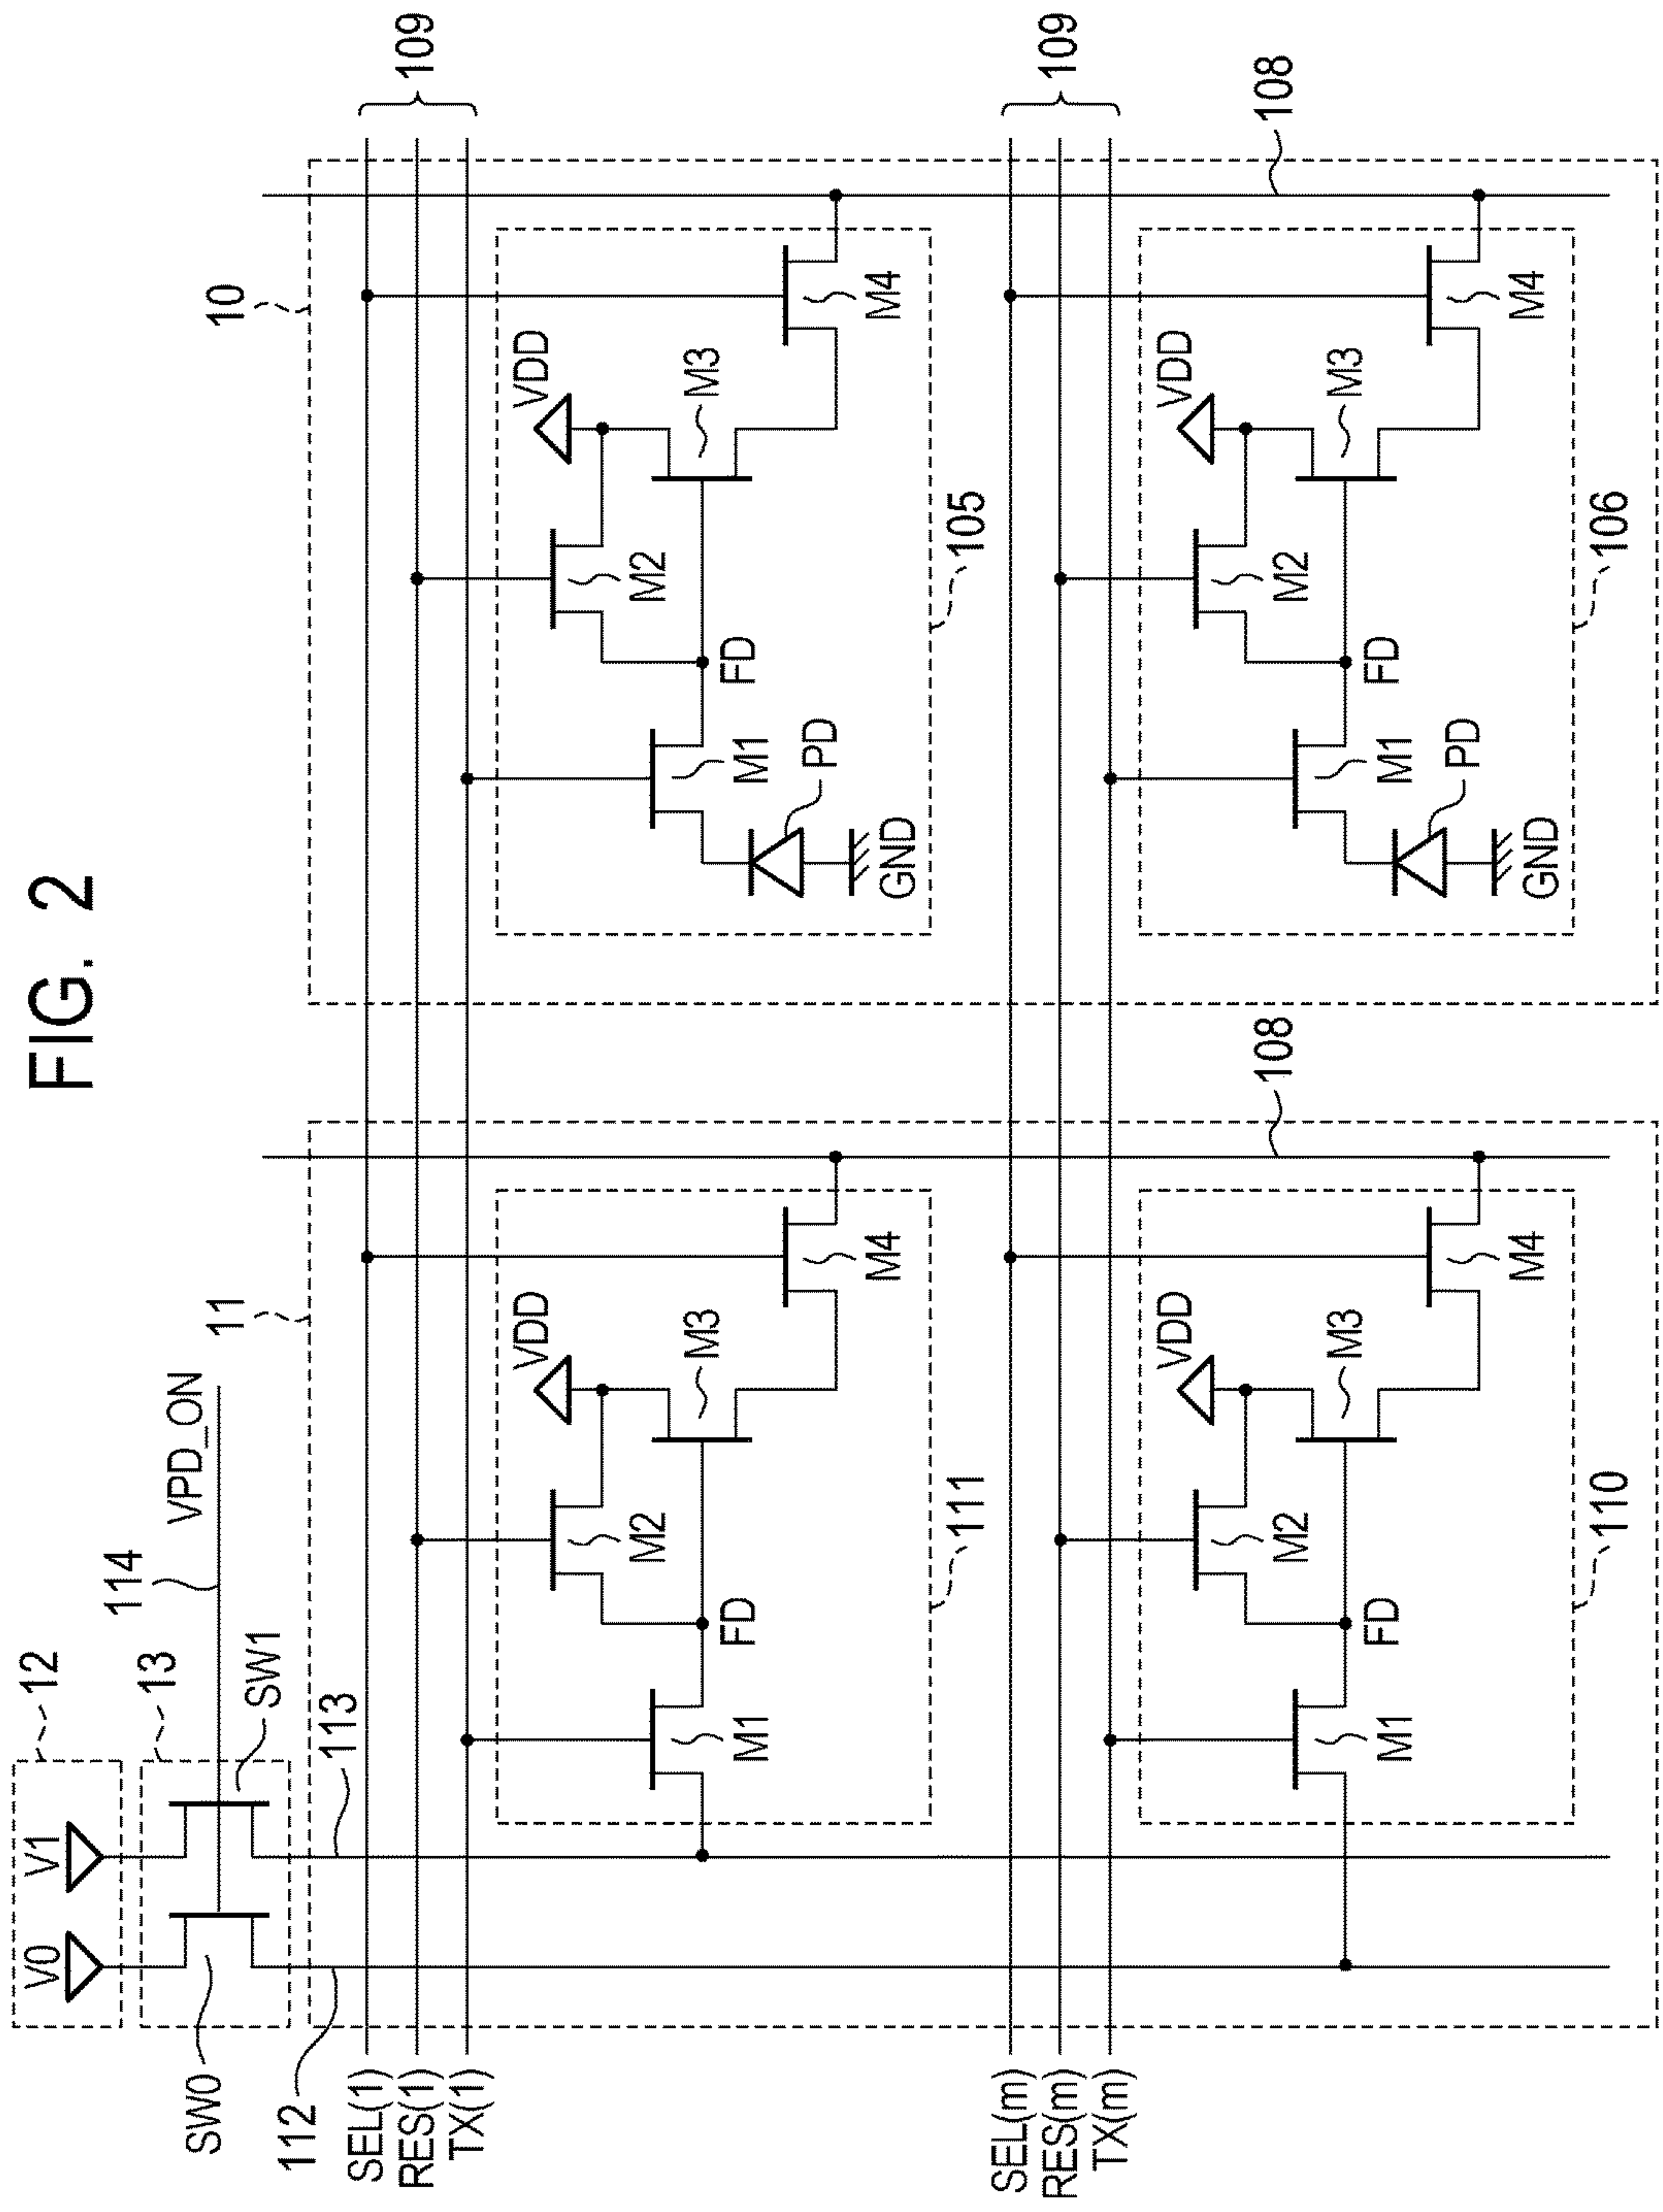 FIG. 2
V0
V1
12
114
13
VPD_ON
SW0
11
10
SW1
112
113
SEL(1)
RES(1)
109
TX(1)
VDD
VDD
M2
M2
M3
M3
FD
FD
M1
M1
PD
M4
M4
GND
111
105
SEL(m)
RES(m)
109
TX(m)
VDD
VDD
108
108
M2
M2
M3
M3
FD
FD
M1
M1
PD
M4
M4
GND
110
106